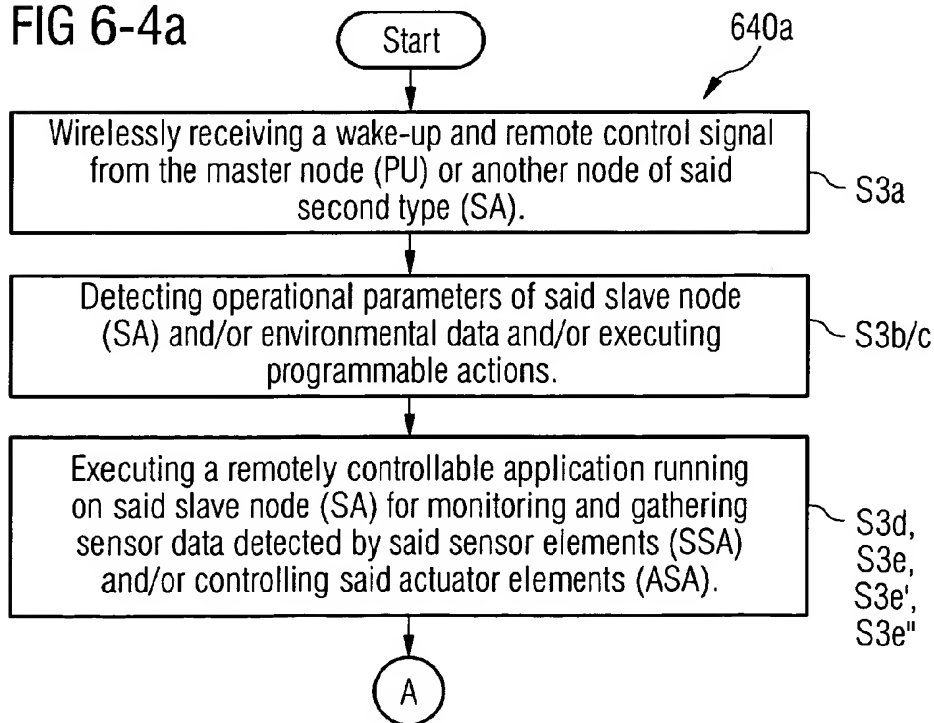 FIG 6-4a
Start
640a
Wirelessly receiving a wake-up and remote control signal
from the master node (PU) or another node of said
second type (SA).
S3a
Detecting operational parameters of said slave node
(SA) and/or environmental data and/or executing
programmable actions.
S3b/c
Executing a remotely controllable application running
on said slave node (SA) for monitoring and gathering
sensor data detected by said sensor elements (SSA)
and/or controlling said actuator elements (ASA).
S3d,
S3e,
S3e',
S3e"
A